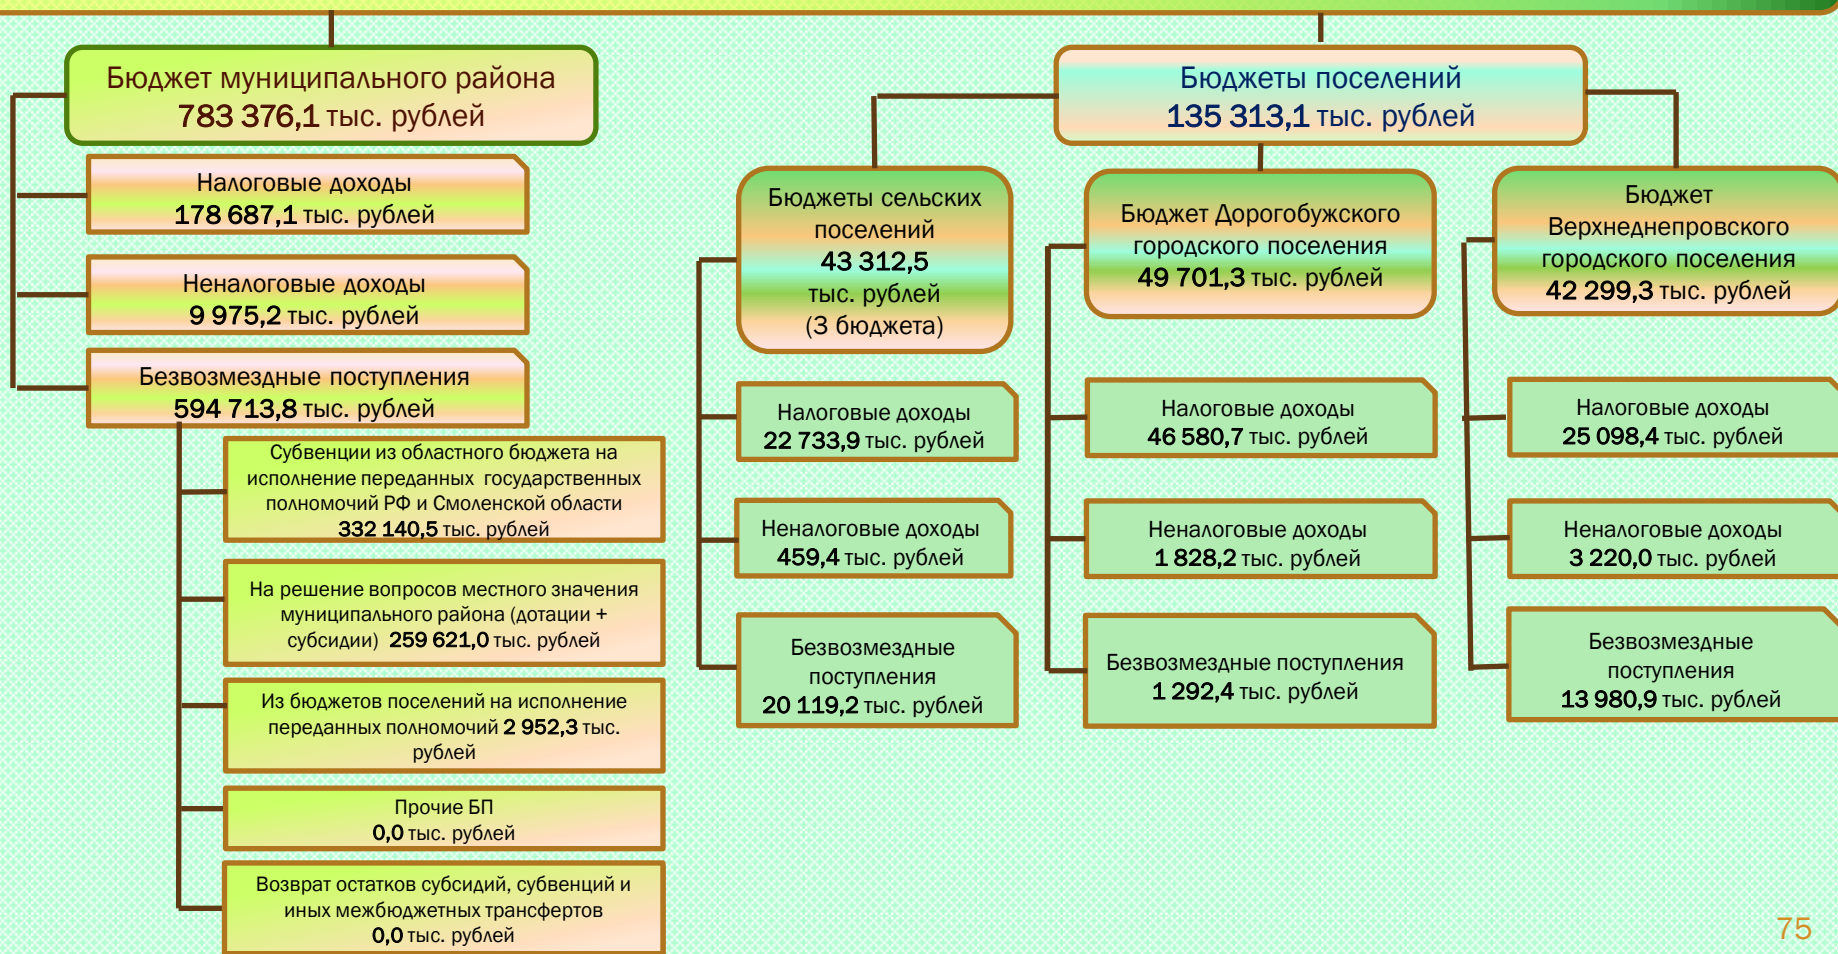 Бюджет муниципального района
783 376,1 тыс. рублей
Налоговые доходы
178 687,1 тыс. рублей
Неналоговые доходы
9 975,2 тыс. рублей
Безвозмездные поступления
594 713,8 тыс. рублей
Субвенции из областного бюджета на
исполнение переданных государственных
полномочий РФ и Смоленской области
332 140,5 тыс. рублей
На решение вопросов местного значения
муниципального района (дотации +
субсидии) 259 621,0 тыс. рублей
Из бюджетов поселений на исполнение
переданных полномочий 2 952,3 тыс.
рублей
Прочие БП
0,0 тыс. рублей
Возврат остатков субсидий, субвенций и
иных межбюджетных трансфертов
0,0 тыс. рублей
Бюджеты поселений
135 313,1 тыс. рублей
Бюджеты сельских
поселений
43 312,5
тыс. рублей
(3 бюджета)
Налоговые доходы
22 733,9 тыс. рублей
Неналоговые доходы
459,4 тыс. рублей
Безвозмездные
поступления
20 119,2 тыс. рублей
Бюджет Дорогобужского
городского поселения
49 701,3 тыс. рублей
Налоговые доходы
46 580,7 тыс. рублей
Неналоговые доходы
1 828,2 тыс. рублей
Безвозмездные поступления
1 292,4 тыс. рублей
Бюджет
Верхнеднепровского
городского поселения
42 299,3 тыс. рублей
Налоговые доходы
25 098,4 тыс. рублей
Неналоговые доходы
3 220,0 тыс. рублей
Безвозмездные
поступления
13 980,9 тыс. рублей
75